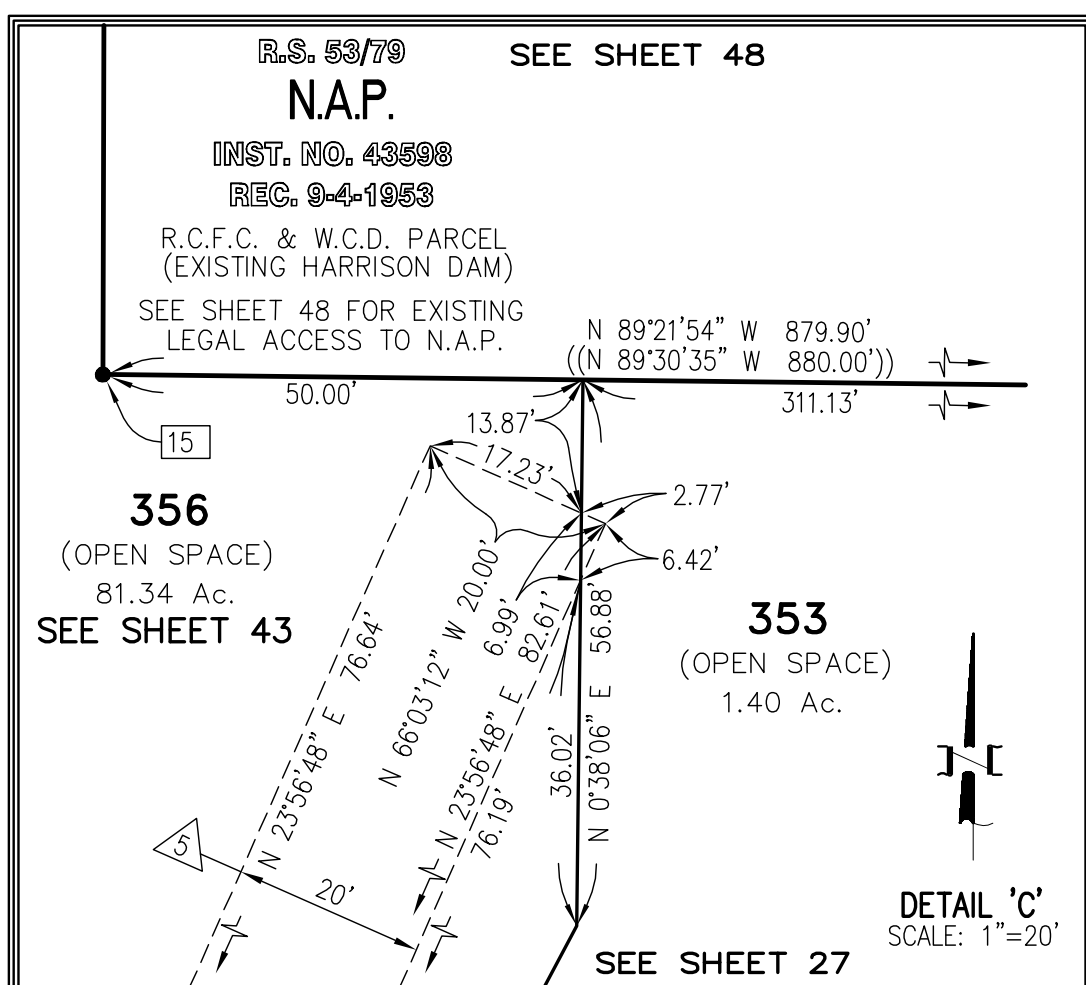 R.S. 53/79
SEE SHEET 48
N.A.P.
INST. NO. 43598
REC. 9-4-1953
R.C.F.C. & W.C.D. PARCEL
(EXISTING HARRISON DAM)
SEE SHEET 48 FOR EXISTING
LEGAL ACCESS TO N.A.P.
N 89°21'54" W 879.90'
((N 89°30'35" W 880.00'))
50.00'
311.13'
15
13.87'
17.23'
2.77'
6.42'
356
(OPEN SPACE)
81.34 Ac.
SEE SHEET 43
353
(OPEN SPACE)
1.40 Ac.
N 23°56'48" E 76.64'
N 66°03'12" W 20.00'
6.99'
N 23°56'48" E 82.61'
76.19'
36.02'
N 0°38'06" E 56.88'
5
20'
DETAIL 'C'
SCALE: 1"=20'
SEE SHEET 27